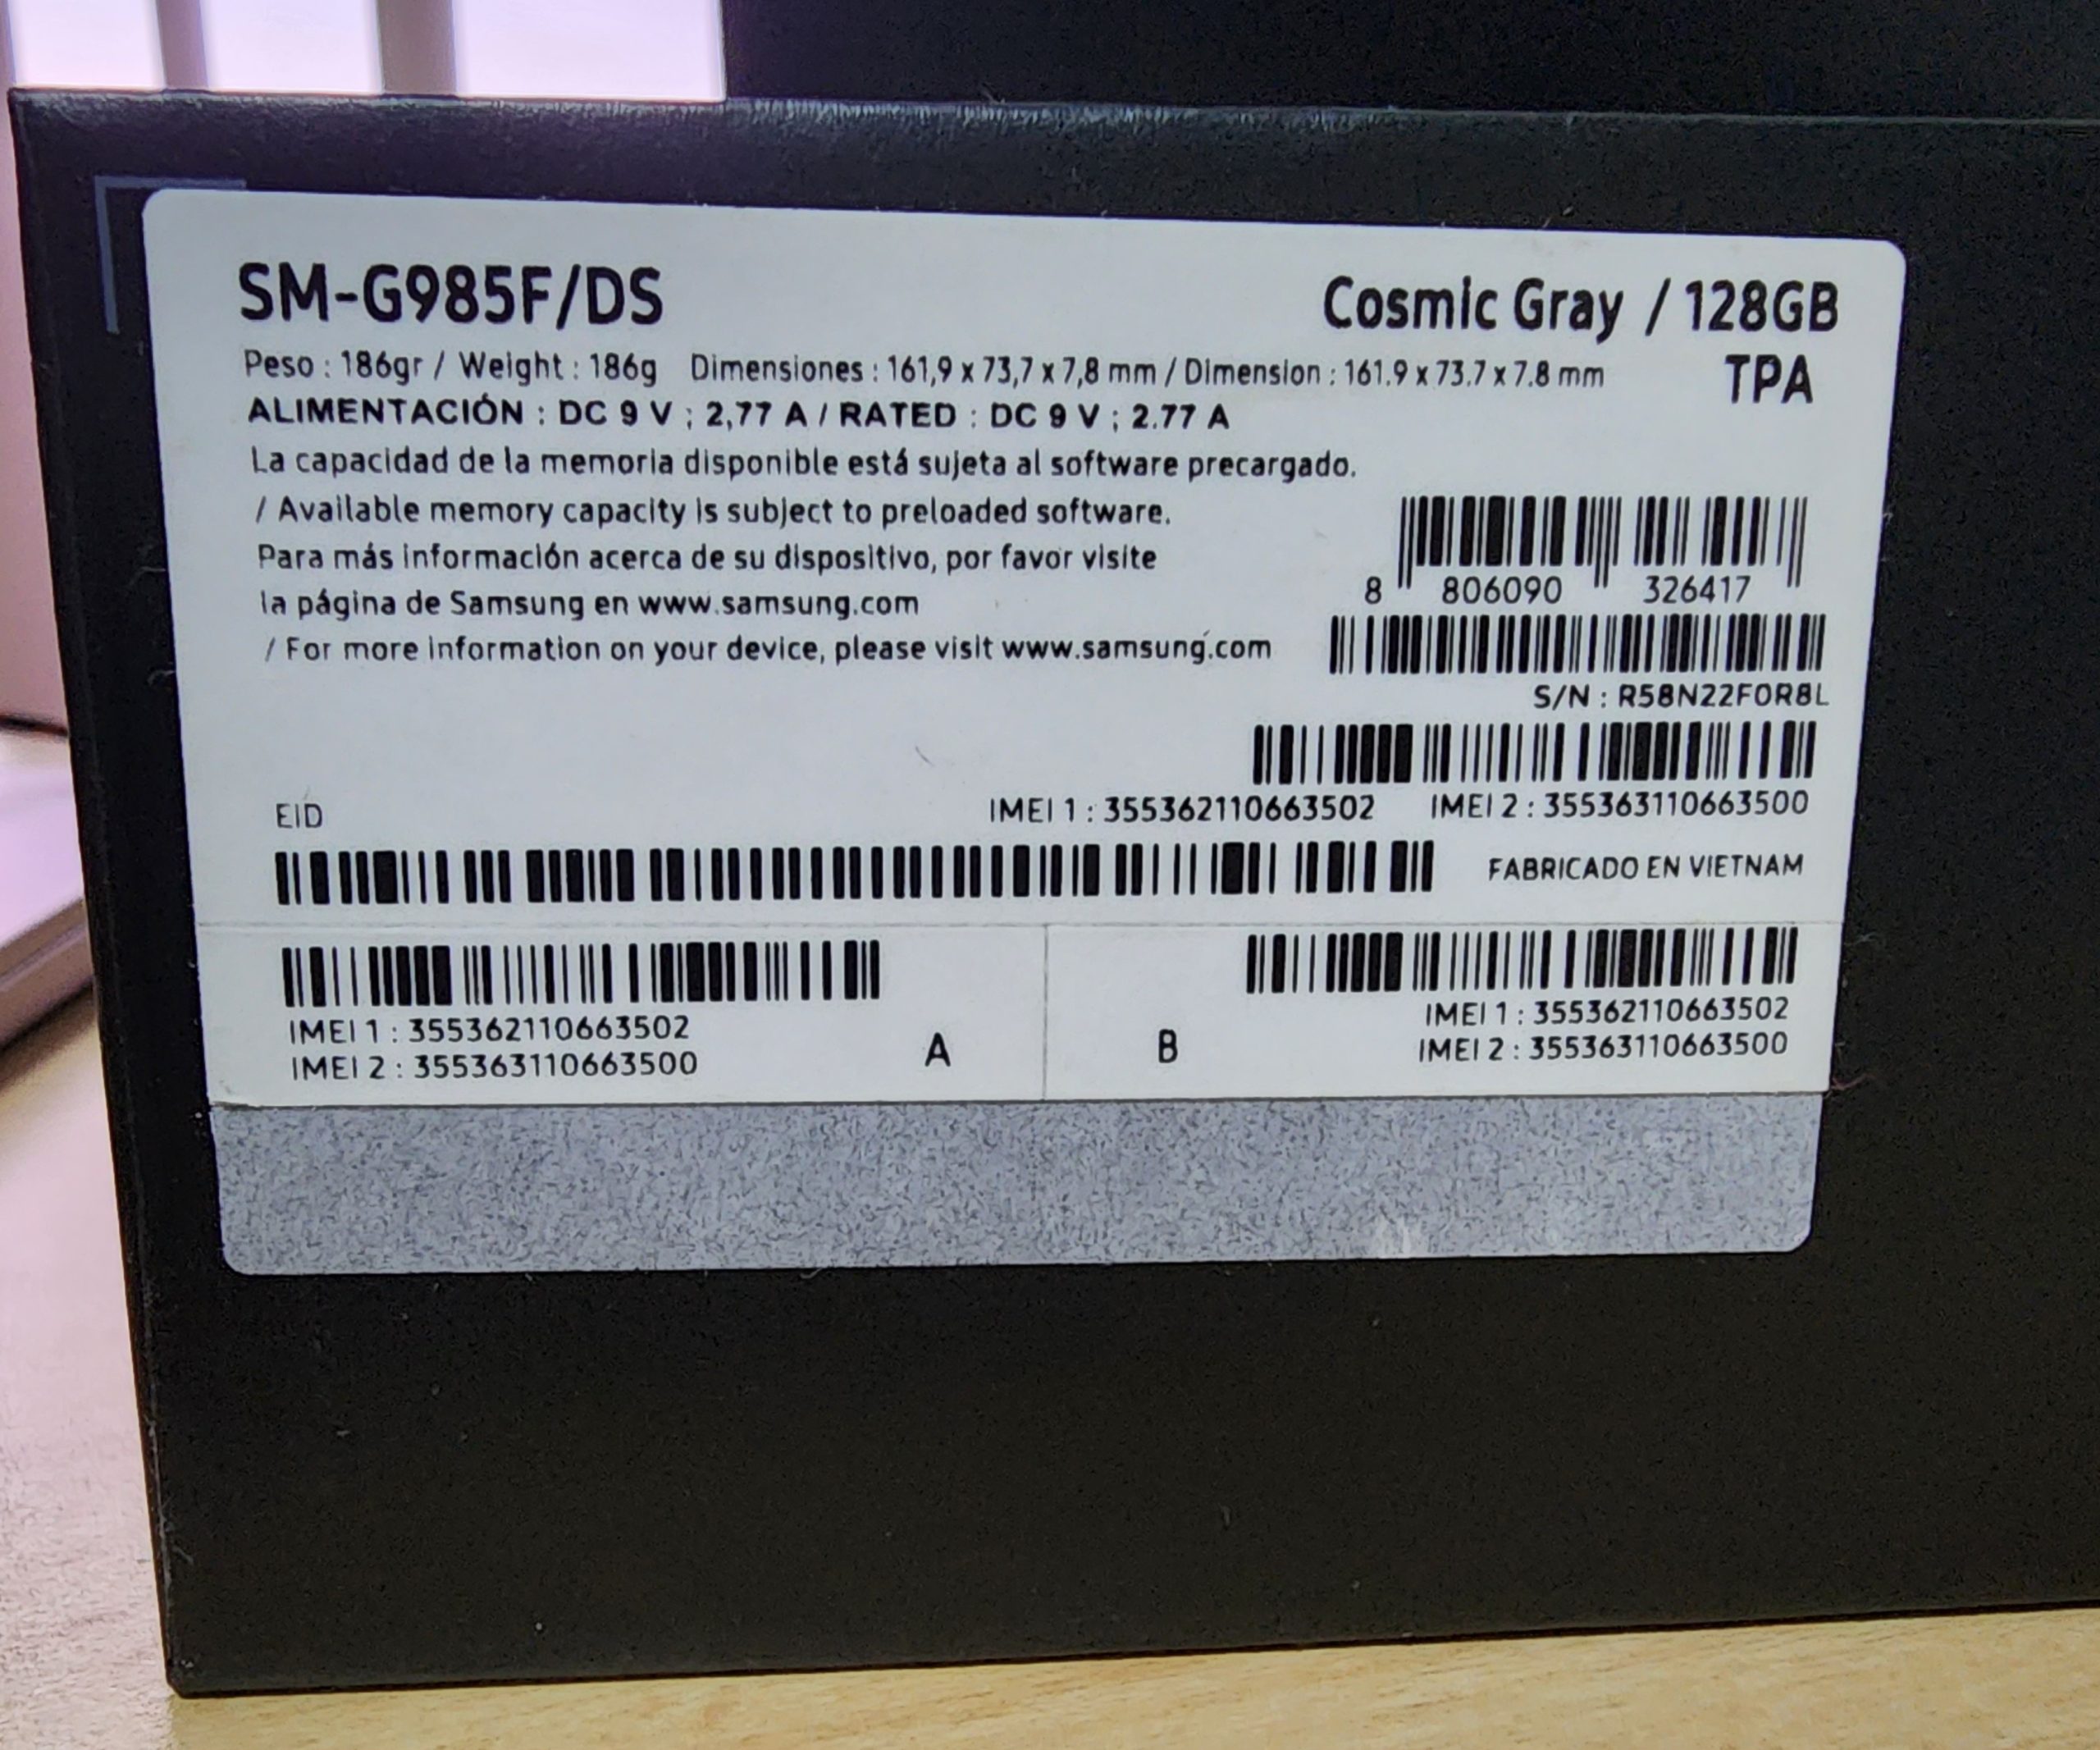 SM-G985F/DS
Cosmic Gray / 128GB
Peso : 186gr / Weight : 186g Dimensiones : 161,9 x 73,7 x 7,8 mm / Dimension : 161.9 x 73.7 x 7.8 mm
TPA
ALIMENTACIÓN : DC 9 V ; 2,77 A / RATED : DC 9 V ; 2.77 A
La capacidad de la memoria disponible está sujeta al software precargado.
/ Available memory capacity is subject to preloaded software.
Para más información acerca de su dispositivo, por favor visite
la página de Samsung en www.samsung.com
/ For more information on your device, please visit www.samsung.com
8 806090 326417
S/N : R58N22F0R8L
EID
IMEI 1 : 355362110663502 IMEI 2 : 355363110663500
FABRICADO EN VIETNAM
IMEI 1 : 355362110663502
IMEI 2 : 355363110663500
A
B
IMEI 1 : 355362110663502
IMEI 2 : 355363110663500